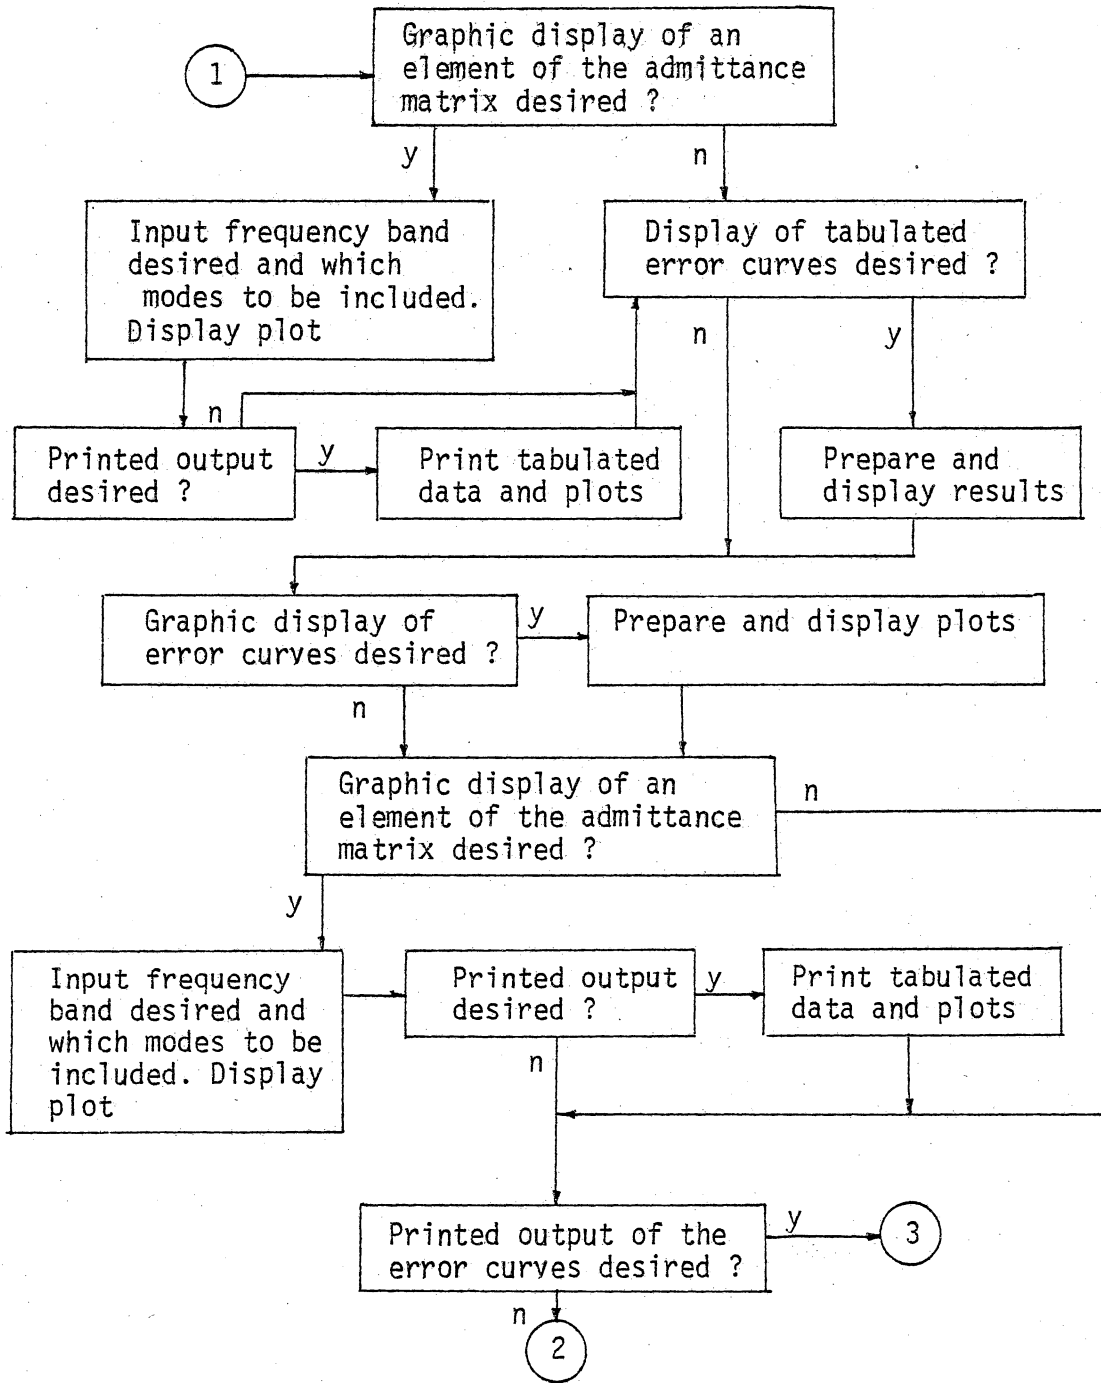 Graphic display of an
element of the admittance
matrix desired ?
1
y
n
Input frequency band
desired and which
modes to be included.
Display plot
Display of tabulated
error curves desired ?
n
y
n
Printed output
desired ?
y
Print tabulated
data and plots
Prepare and
display results
Graphic display of
error curves desired ?
y
Prepare and display plots
n
Graphic display of an
element of the admittance
matrix desired ?
n
y
Input frequency
band desired and
which modes to be
included. Display
plot
Printed output
desired ?
y
Print tabulated
data and plots
n
Printed output of the
error curves desired ?
y
3
n
2